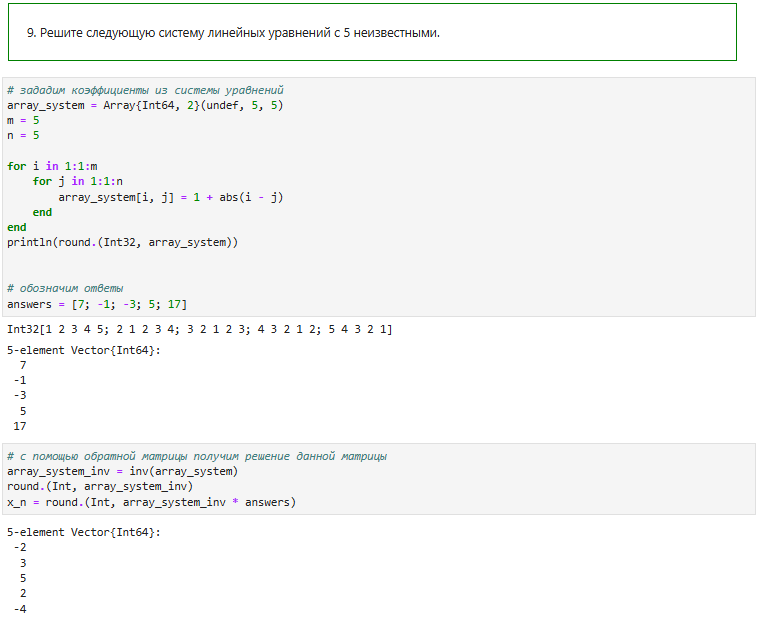 9. Решите следующую систему линейных уравнений с 5 неизвестными.
# зададим коэффициенты из системы уравнений
array_system = Array{Int64, 2}(undef, 5, 5)
m = 5
n = 5
for i in 1:1:m
    for j in 1:1:n
        array_system[i, j] = 1 + abs(i - j)
    end
end
println(round.(Int32, array_system))
# обозначим ответы
answers = [7; -1; -3; 5; 17]
Int32[1 2 3 4 5; 2 1 2 3 4; 3 2 1 2 3; 4 3 2 1 2; 5 4 3 2 1]
5-element Vector{Int64}:
  7
 -1
 -3
  5
 17
# с помощью обратной матрицы получим решение данной матрицы
array_system_inv = inv(array_system)
round.(Int, array_system_inv)
x_n = round.(Int, array_system_inv * answers)
5-element Vector{Int64}:
 -2
  3
  5
  2
 -4